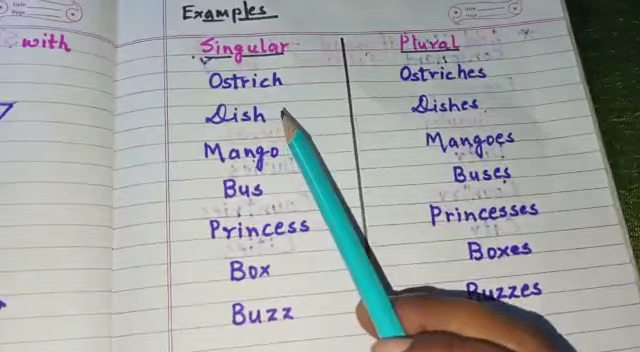 Examples
with
Singular Plural
Ostrich Ostriches
Dish Dishes
Mango Mangoes
Bus Buses
Princess Princesses
Box Boxes
Buzz Buzzes